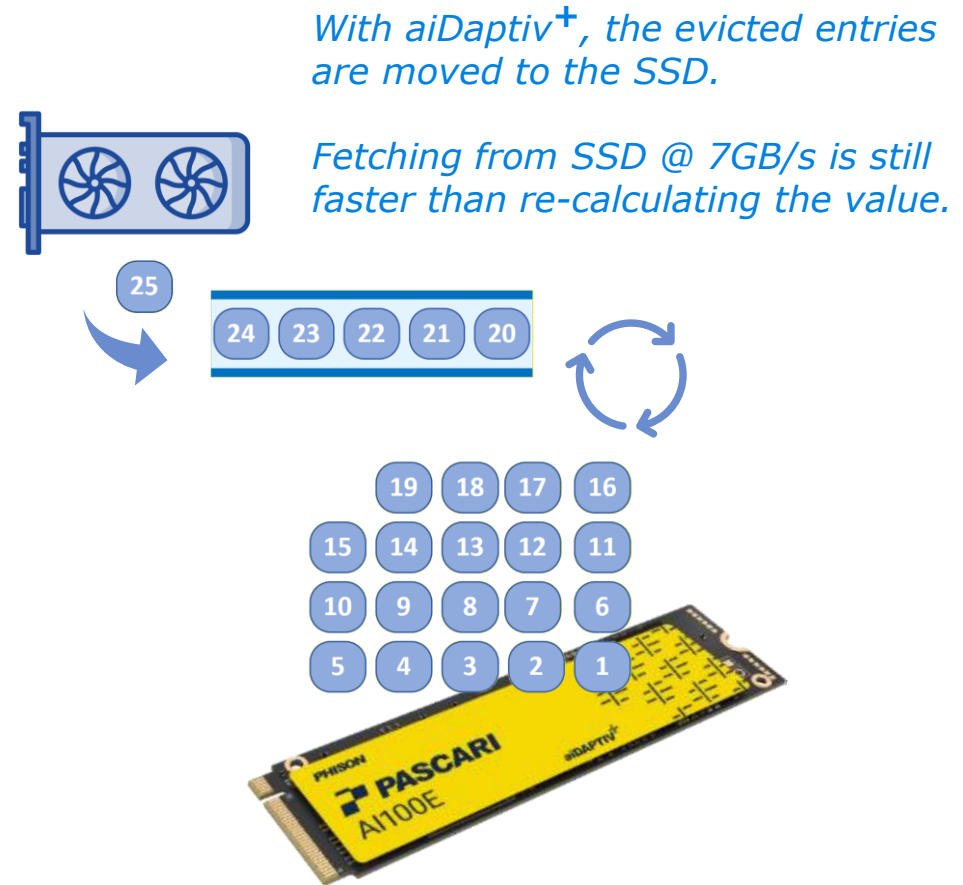 With aiDaptiv+, the evicted entries
are moved to the SSD.
Fetching from SSD @ 7GB/s is still
faster than re-calculating the value.
25
24 23 22 21 20
19 18 17 16
15 14 13 12 11
10 9 8 7 6
5 4 3 2 1
PHISON
PASCARI
AI100E
aiDAPTIV+